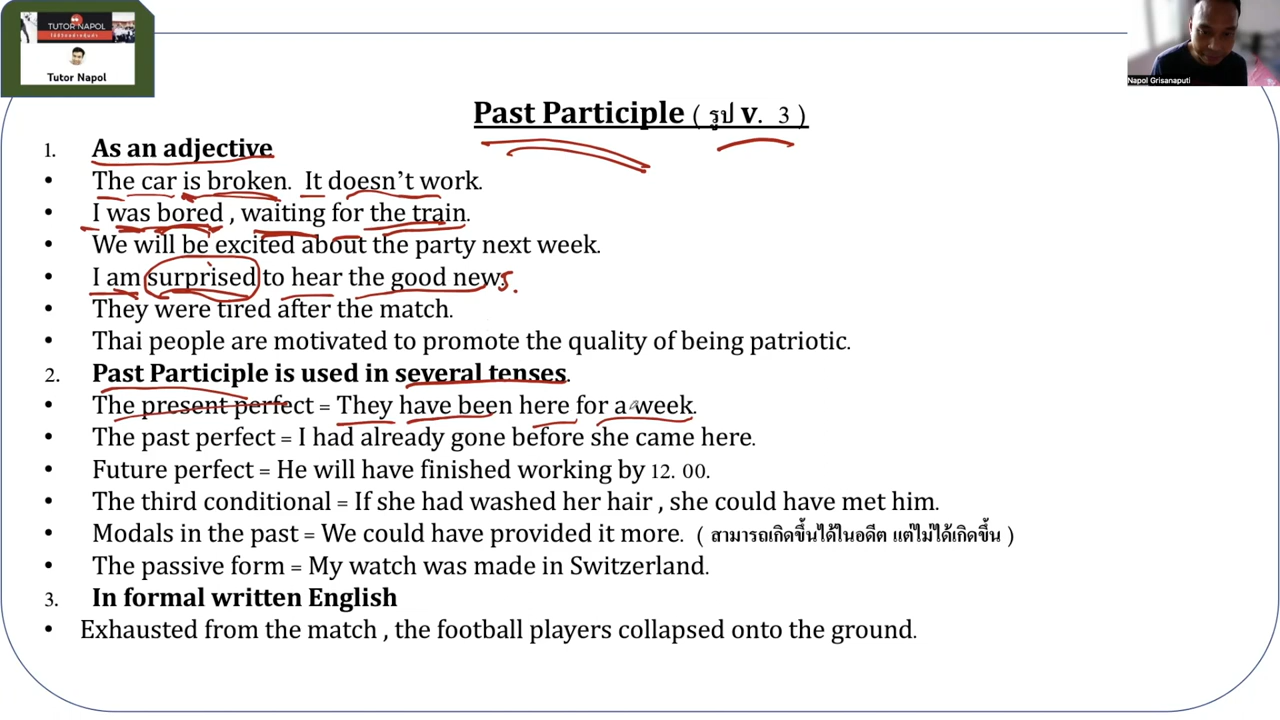 TUTOR NAPOL
Tutor Napol
Napol Grisanaputi
Past Participle ( รูป v. 3 )
1. As an adjective
• The car is broken. It doesn't work.
• I was bored , waiting for the train.
• We will be excited about the party next week.
• I am surprised to hear the good news.
• They were tired after the match.
• Thai people are motivated to promote the quality of being patriotic.
2. Past Participle is used in several tenses.
• The present perfect = They have been here for a week.
• The past perfect = I had already gone before she came here.
• Future perfect = He will have finished working by 12. 00.
• The third conditional = If she had washed her hair , she could have met him.
• Modals in the past = We could have provided it more. ( สามารถเกิดขึ้นได้ในอดีต แต่ไม่ได้เกิดขึ้น )
• The passive form = My watch was made in Switzerland.
3. In formal written English
• Exhausted from the match , the football players collapsed onto the ground.